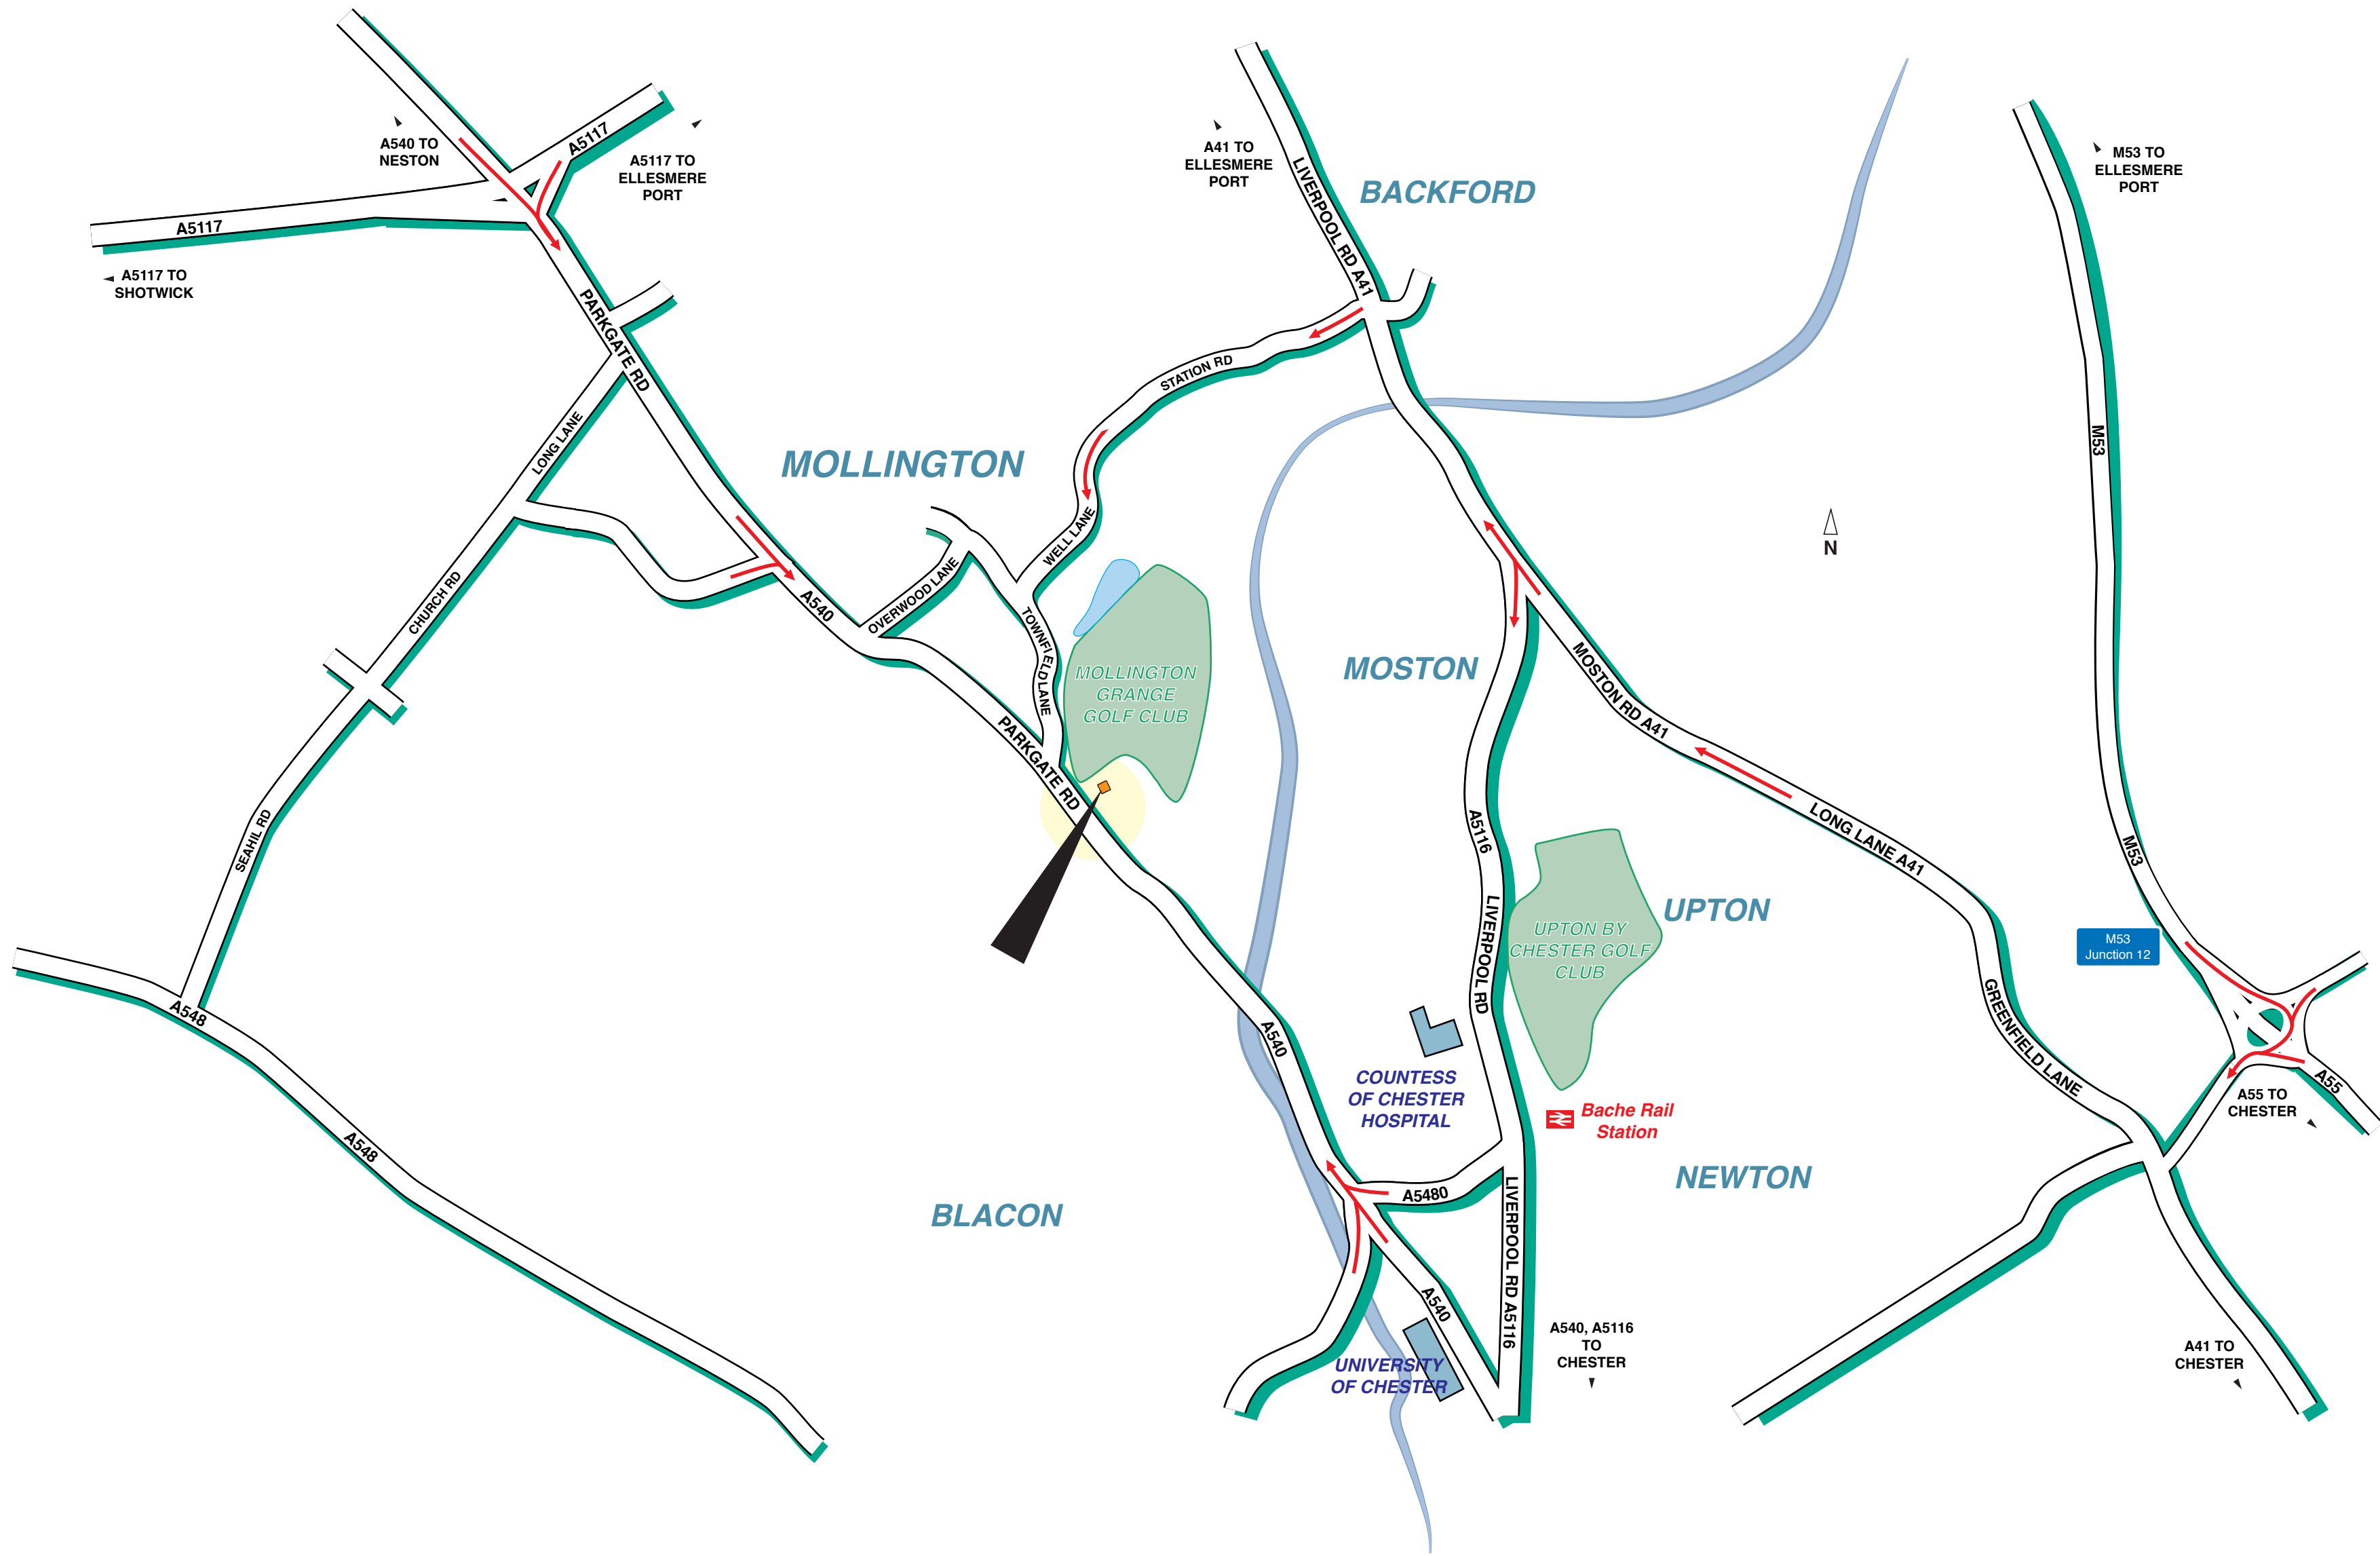 A540 TO
NESTON
A5117
A5117 TO
ELLESMERE
PORT
A5117
A5117 TO
SHOTWICK
PARKGATE RD
LONG LANE
CHURCH RD
SEAHIL RD
A548
A548
A540
MOLLINGTON
OVERWOOD LANE
WELL LANE
TOWNFIELD LANE
STATION RD
A41 TO
ELLESMERE
PORT
LIVERPOOL RD A41
BACKFORD
MOLLINGTON
GRANGE
GOLF CLUB
PARKGATE RD
MOSTON
MOSTON RD A41
N
M53 TO
ELLESMERE
PORT
M53
M53
LONG LANE A41
A5116
LIVERPOOL RD
UPTON BY
CHESTER GOLF
CLUB
UPTON
M53
Junction 12
GREENFIELD LANE
A55
A55 TO
CHESTER
A540
COUNTESS
OF CHESTER
HOSPITAL
Bache Rail
Station
NEWTON
A5480
BLACON
LIVERPOOL RD A5116
A540
UNIVERSITY
OF CHESTER
A540, A5116
TO
CHESTER
A41 TO
CHESTER